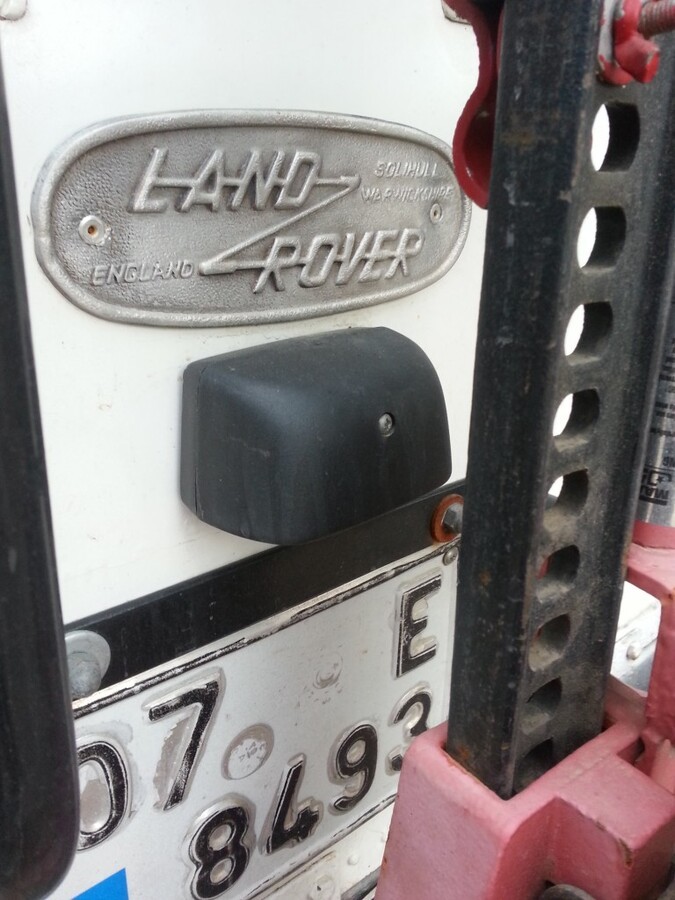 LAND
SOLIHULL
WARWICKSHIRE
ENGLAND
ROVER
07 E
8493